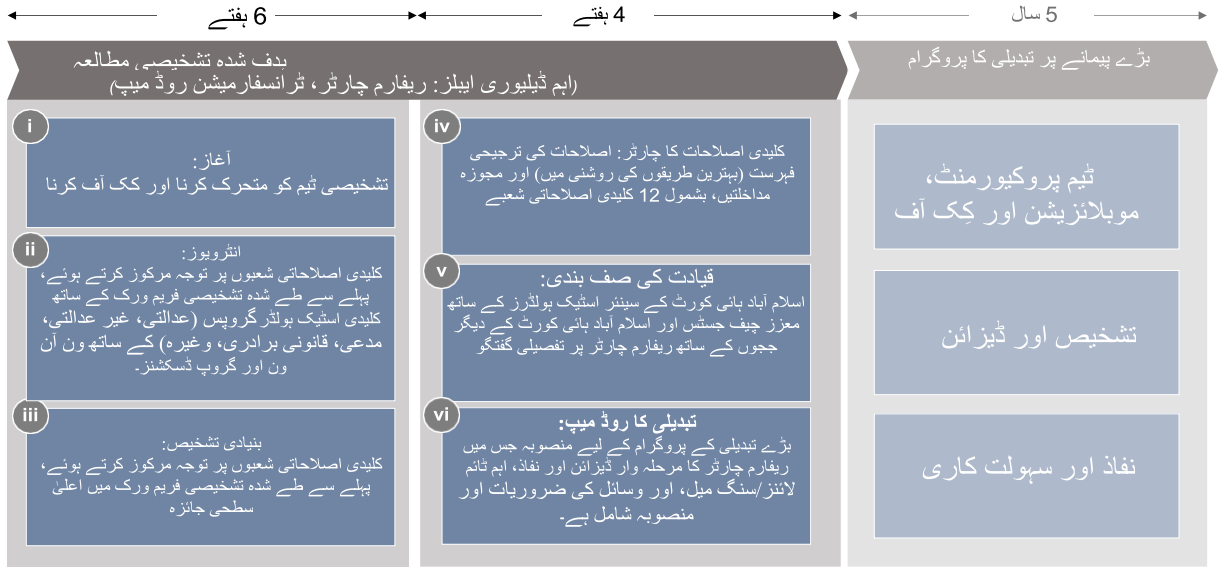 6 ہفتے
4 ہفتے
5 سال
ہدف شدہ تشخیصی مطالعہ
(اہم ڈیلیوری ایبلز: ریفارم چارٹر، ٹرانسفارمیشن روڈ میپ)
بڑے پیمانے پر تبدیلی کا پروگرام
i
آغاز:
تشخیصی ٹیم کو متحرک کرنا اور کک آف کرنا
ii
انٹرویوز:
کلیدی اصلاحاتی شعبوں پر توجہ مرکوز کرتے ہوئے،
پہلے سے طے شدہ تشخیصی فریم ورک کے ساتھ
کلیدی اسٹیک ہولڈر گروپس (عدالتی، غیر عدالتی،
مدعی، قانونی برادری، وغیرہ) کے ساتھ ون آن
ون اور گروپ ڈسکشنز۔
iii
بنیادی تشخیص:
کلیدی اصلاحاتی شعبوں پر توجہ مرکوز کرتے ہوئے،
پہلے سے طے شدہ تشخیصی فریم ورک میں اعلیٰ
سطحی جائزہ
iv
کلیدی اصلاحات کا چارٹر: اصلاحات کی ترجیحی
فہرست (بہترین طریقوں کی روشنی میں) اور مجوزہ
مداخلتیں، بشمول 12 کلیدی اصلاحاتی شعبے
v
قیادت کی صف بندی:
اسلام آباد ہائی کورٹ کے سینئر اسٹیک ہولڈرز کے ساتھ
معزز چیف جسٹس اور اسلام آباد ہائی کورٹ کے دیگر
ججوں کے ساتھ ریفارم چارٹر پر تفصیلی گفتگو
vi
تبدیلی کا روڈ میپ:
بڑے تبدیلی کے پروگرام کے لیے منصوبہ جس میں
ریفارم چارٹر کا مرحلہ وار ڈیزائن اور نفاذ، اہم ٹائم
لائنز/سنگ میل، اور وسائل کی ضروریات اور
منصوبہ شامل ہے۔
ٹیم پروکیورمنٹ،
موبلائزیشن اور کِک آف
تشخیص اور ڈیزائن
نفاذ اور سہولت کاری